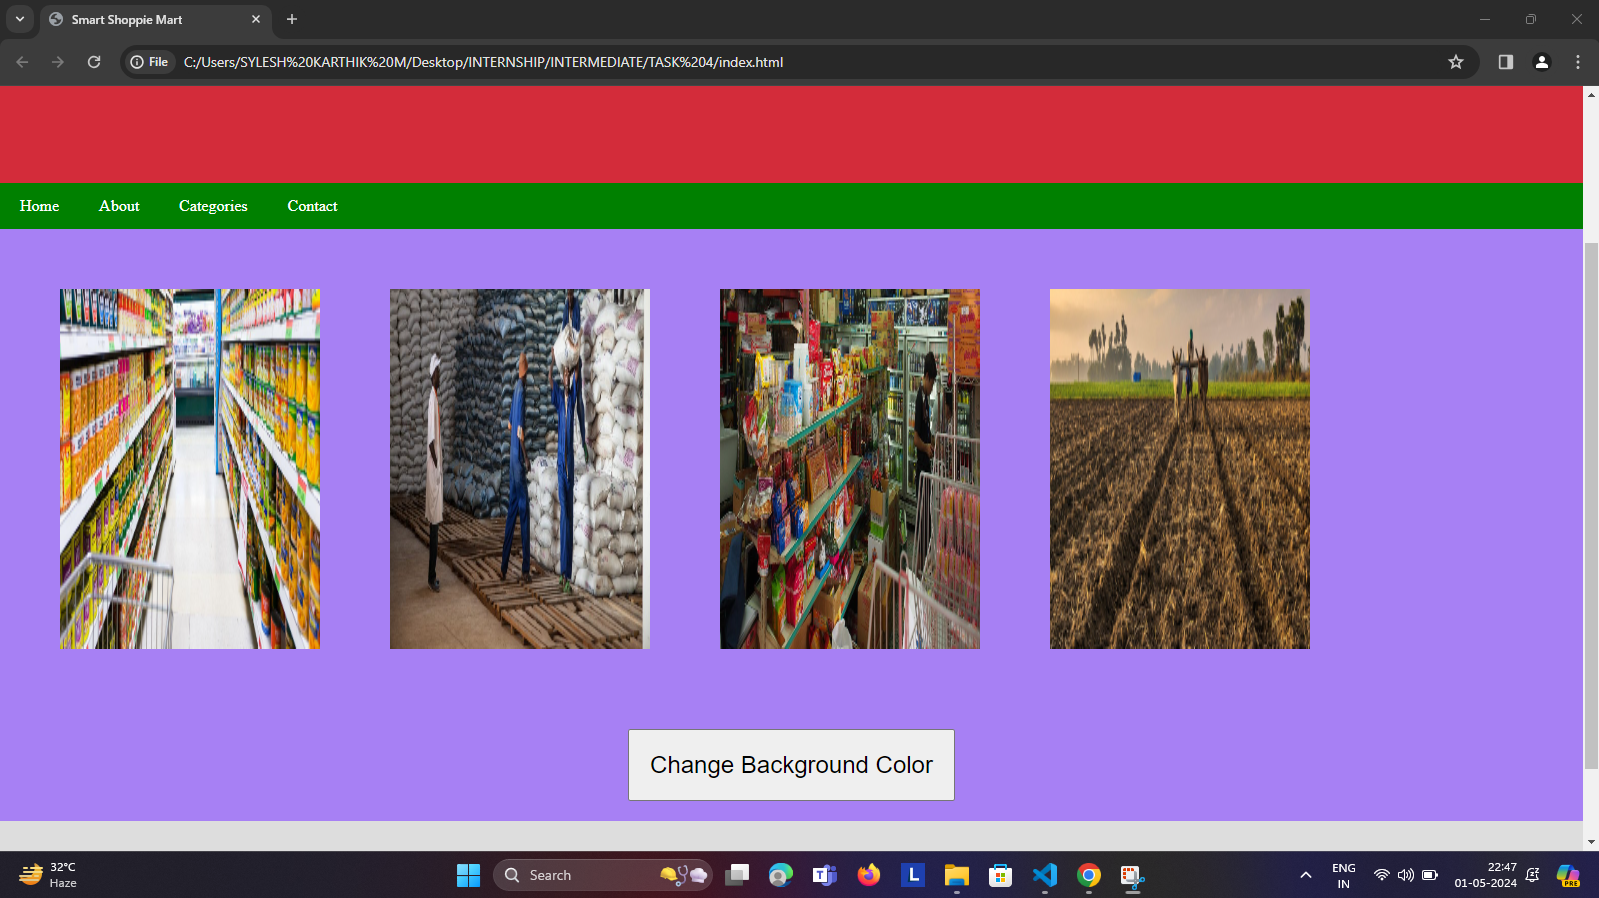 Smart Shoppie Mart
File
C:/Users/SYLESH%20KARTHIK%20M/Desktop/INTERNSHIP/INTERMEDIATE/TASK%204/index.html
Home About Categories Contact
Change Background Color
32°C
Haze
Search
T
L
ENG
IN
22:47
01-05-2024
PRE